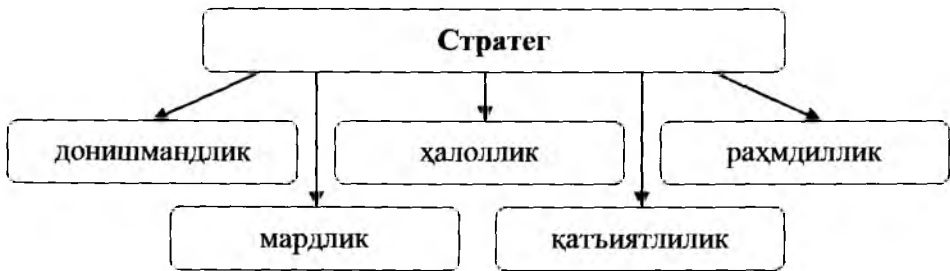 Стратег
донишмандлик
ҳалоллик
раҳмдиллик
мардлик
қатъиятлилик